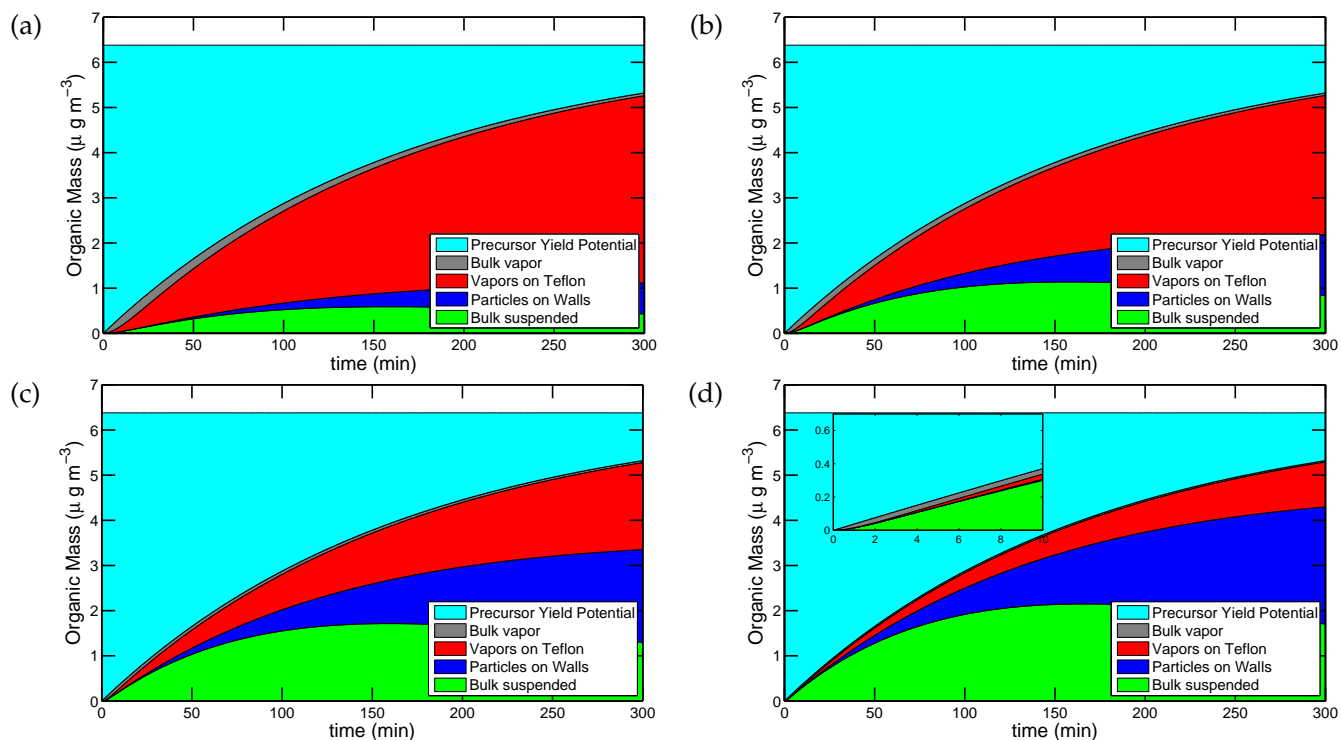 (a)
7
6
5
4
3
2
1
0
Organic Mass (μ g m−3)
0 50 100 150 200 250 300
time (min)
Precursor Yield Potential
Bulk vapor
Vapors on Teflon
Particles on Walls
Bulk suspended
(b)
7
6
5
4
3
2
1
0
Organic Mass (μ g m−3)
0 50 100 150 200 250 300
time (min)
Precursor Yield Potential
Bulk vapor
Vapors on Teflon
Particles on Walls
Bulk suspended
(c)
7
6
5
4
3
2
1
0
Organic Mass (μ g m−3)
0 50 100 150 200 250 300
time (min)
Precursor Yield Potential
Bulk vapor
Vapors on Teflon
Particles on Walls
Bulk suspended
(d)
7
6
5
4
3
2
1
0
Organic Mass (μ g m−3)
0.6
0.4
0.2
0
0 2 4 6 8 10
0 50 100 150 200 250 300
time (min)
Precursor Yield Potential
Bulk vapor
Vapors on Teflon
Particles on Walls
Bulk suspended